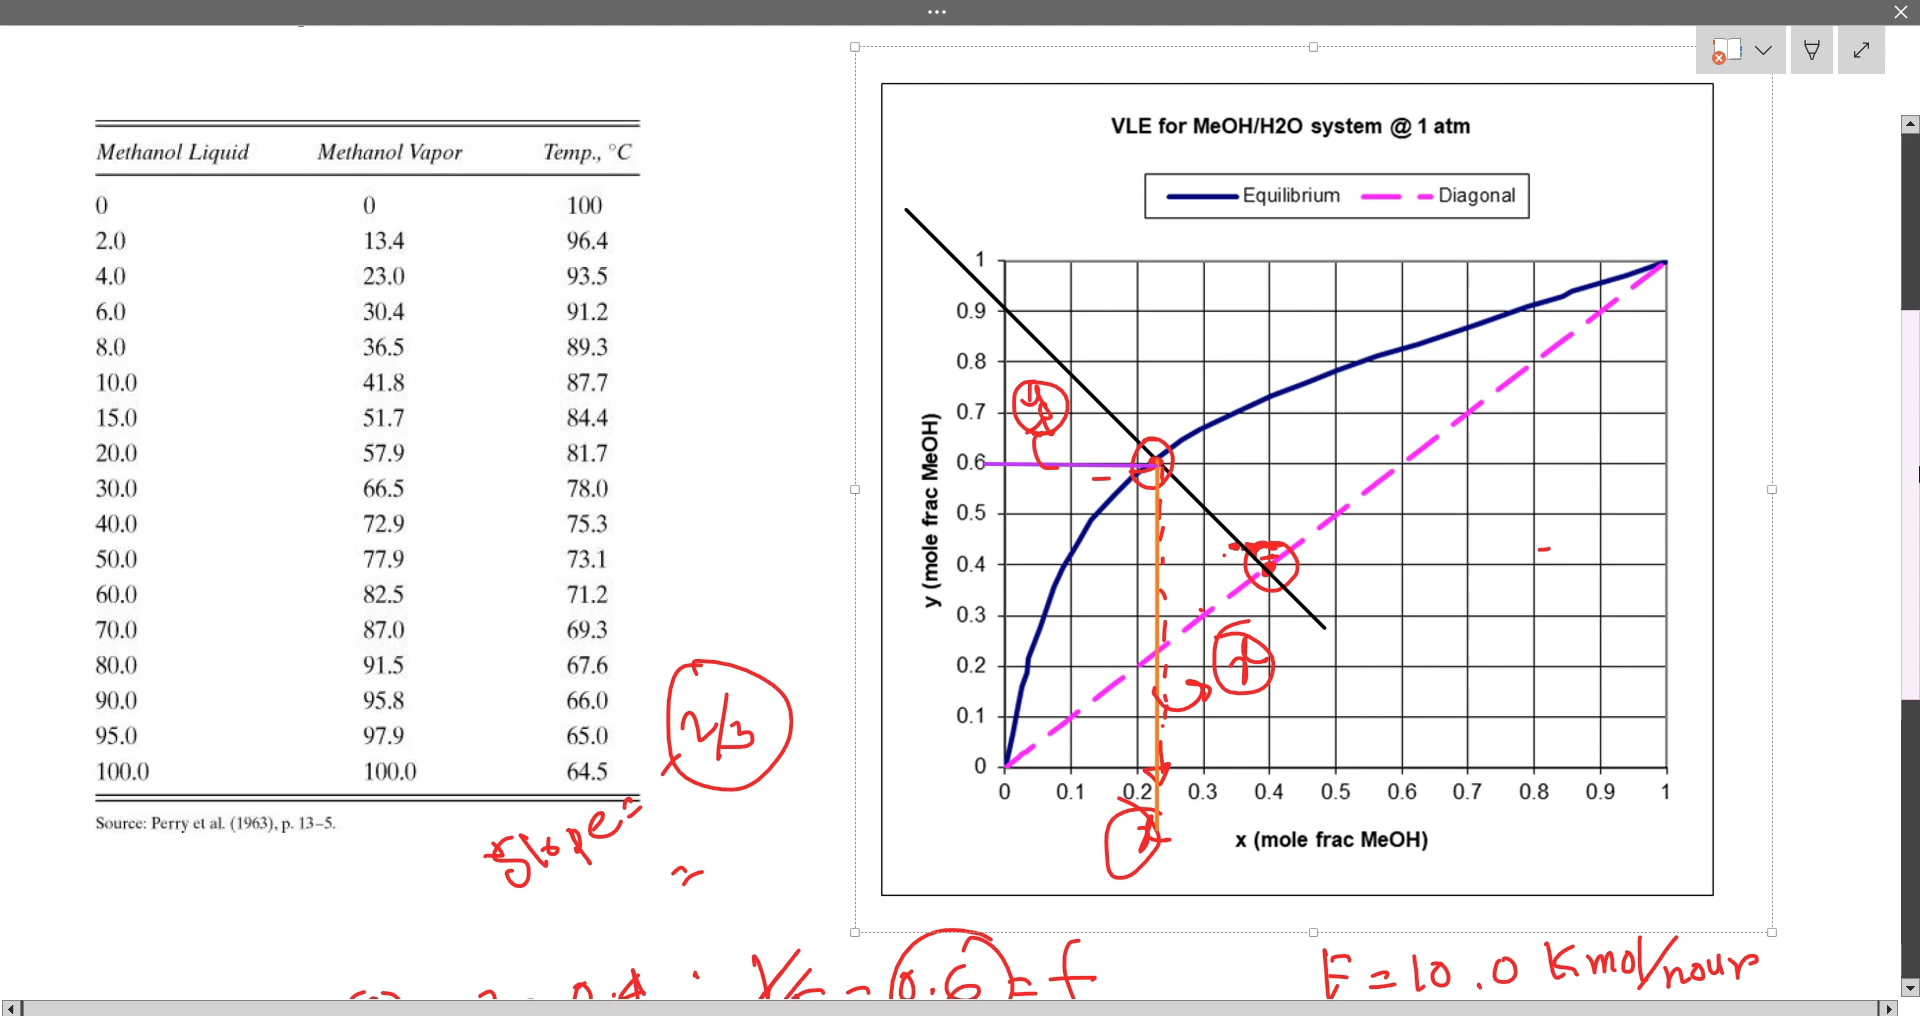 Methanol Liquid Methanol Vapor Temp., °C
0 0 100
2.0 13.4 96.4
4.0 23.0 93.5
6.0 30.4 91.2
8.0 36.5 89.3
10.0 41.8 87.7
15.0 51.7 84.4
20.0 57.9 81.7
30.0 66.5 78.0
40.0 72.9 75.3
50.0 77.9 73.1
60.0 82.5 71.2
70.0 87.0 69.3
80.0 91.5 67.6
90.0 95.8 66.0
95.0 97.9 65.0
100.0 100.0 64.5
Source: Perry et al. (1963), p. 13–5.
Slope =
2/3
VLE for MeOH/H2O system @ 1 atm
Equilibrium Diagonal
y (mole frac MeOH)
1
0.9
0.8
0.7
0.6
0.5
0.4
0.3
0.2
0.1
0
0 0.1 0.2 0.3 0.4 0.5 0.6 0.7 0.8 0.9 1
x
x (mole frac MeOH)
0.4 V/F = 0.6 = f
F = 10.0 Kmol/hour